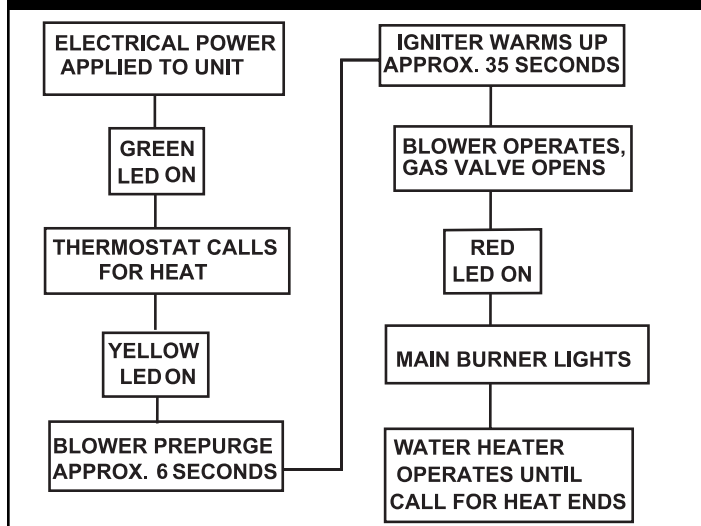 ELECTRICAL POWER
APPLIED TO UNIT
GREEN
LED ON
THERMOSTAT CALLS
FOR HEAT
YELLOW
LED ON
BLOWER PREPURGE
APPROX. 6 SECONDS
IGNITER WARMS UP
APPROX. 35 SECONDS
BLOWER OPERATES,
GAS VALVE OPENS
RED
LED ON
MAIN BURNER LIGHTS
WATER HEATER
OPERATES UNTIL
CALL FOR HEAT ENDS